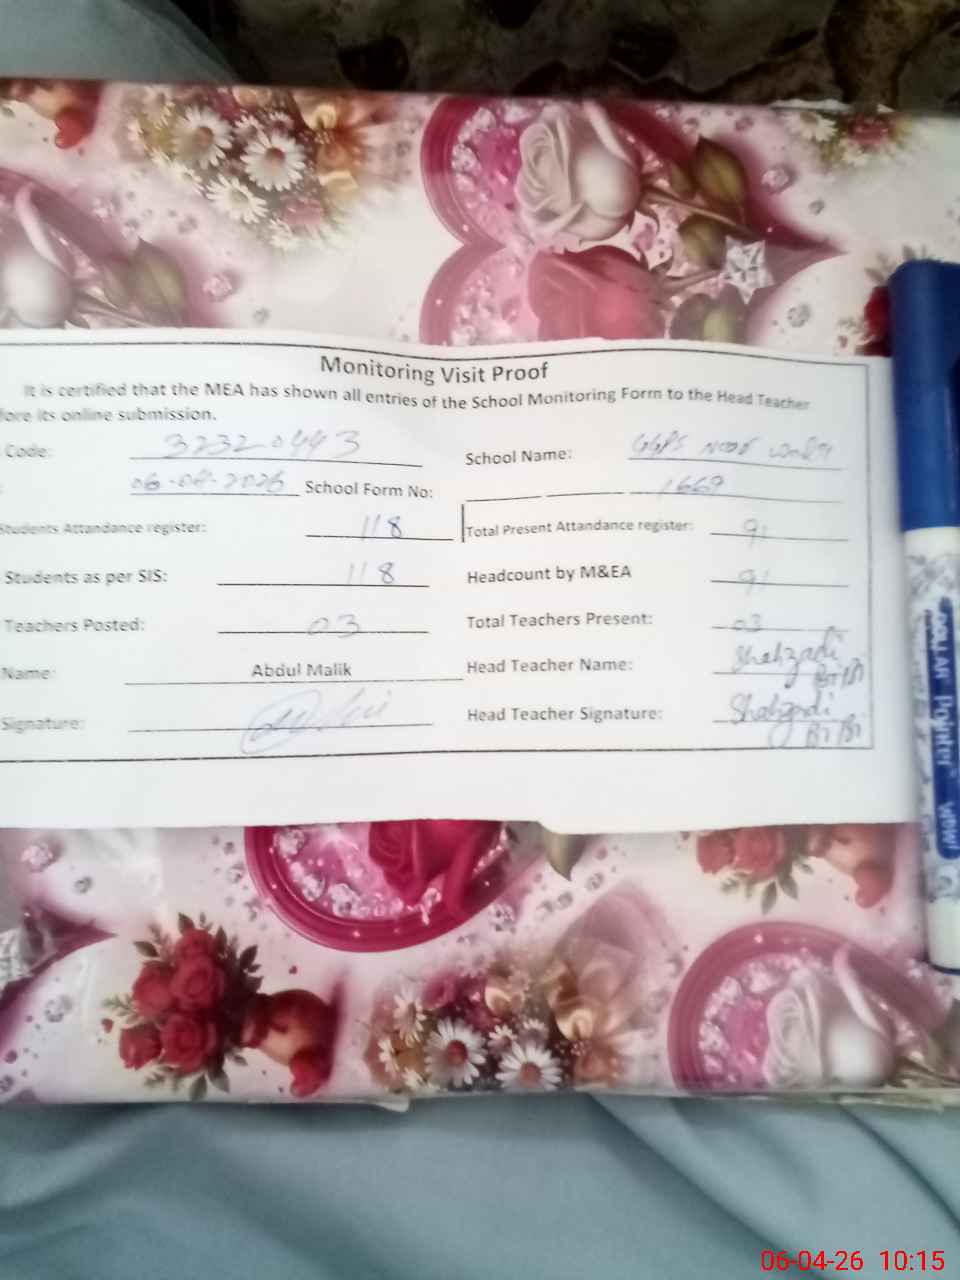 Monitoring Visit Proof
It is certified that the MEA has shown all entries of the School Monitoring Form to the Head Teacher
fore its online submission.
Code: 32320443 School Name: GGPS Noor
06-04-2026 School Form No: 1669
Students Attandance register: 118 Total Present Attandance register: 91
Students as per SIS: 118 Headcount by M&EA 91
Teachers Posted: 03 Total Teachers Present: 03
Name: Abdul Malik Head Teacher Name: Shahzadi BiBi
Signature: Head Teacher Signature: Shahzadi BiBi
DOLLAR Pointer
06-04-26 10:15